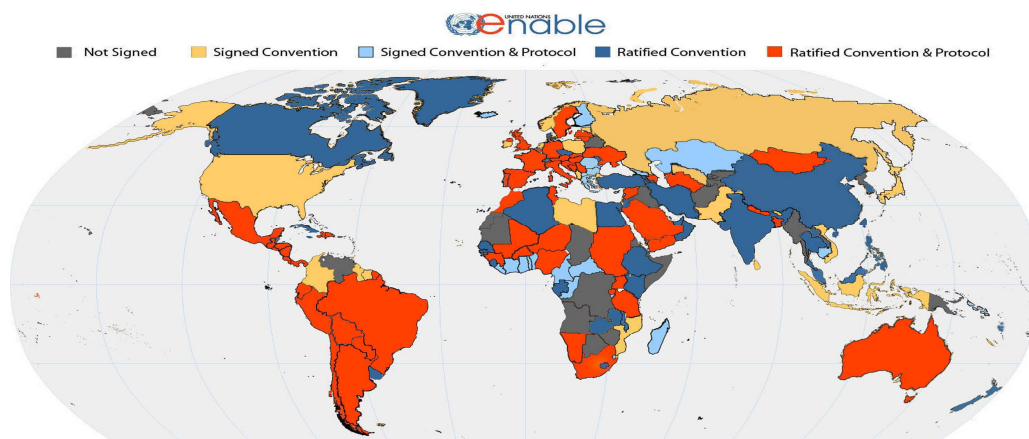 UNITED NATIONS
enable
Not Signed
Signed Convention
Signed Convention & Protocol
Ratified Convention
Ratified Convention & Protocol